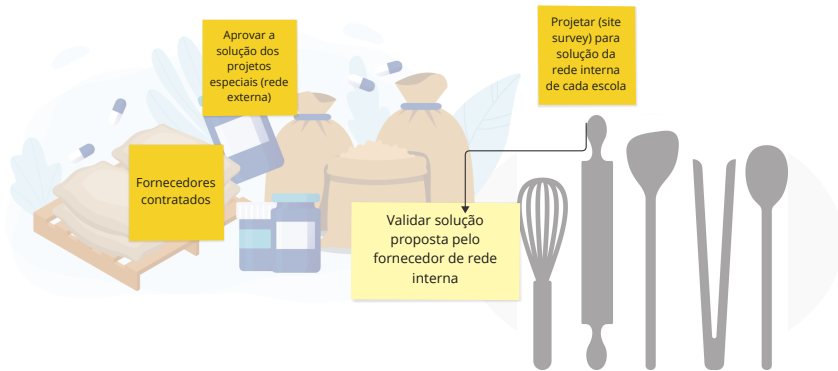 Aprovar a
solução dos
projetos
especiais (rede
externa)
Projetar (site
survey) para
solução da
rede interna
de cada escola
Fornecedores
contratados
Validar solução
proposta pelo
fornecedor de rede
interna